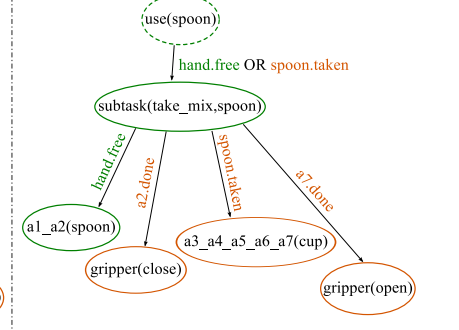 use(spoon)
hand.free OR spoon.taken
subtask(take_mix,spoon)
hand.free
a2.done
spoon.taken
a7.done
a1_a2(spoon)
a3_a4_a5_a6_a7(cup)
gripper(close)
gripper(open)